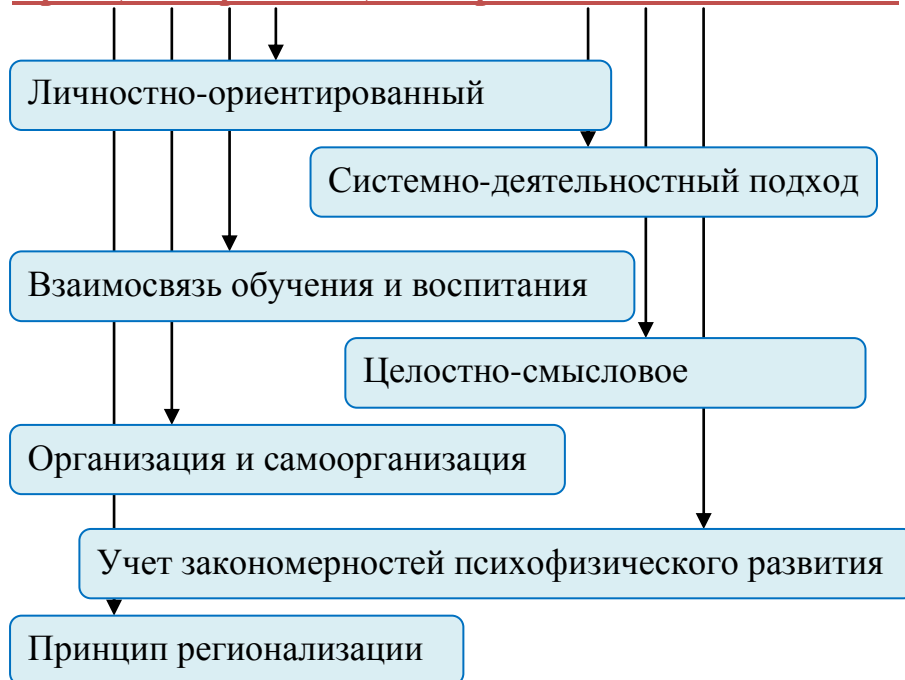 Личностно-ориентированный
Системно-деятельностный подход
Взаимосвязь обучения и воспитания
Целостно-смысловое
Организация и самоорганизация
Учет закономерностей психофизического развития
Принцип регионализации